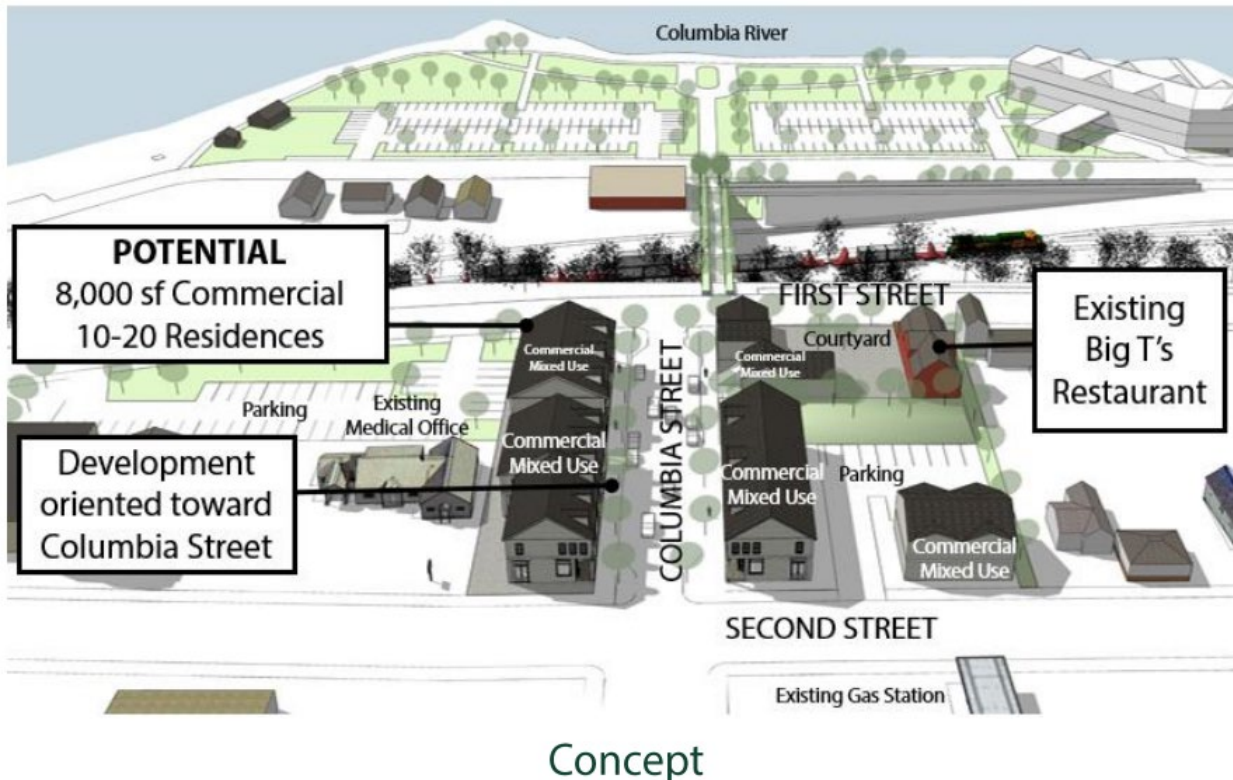 Columbia River
POTENTIAL
8,000 sf Commercial
10-20 Residences
FIRST STREET
Existing
Big T's
Restaurant
Courtyard
Commercial
Mixed Use
Commercial
Mixed Use
COLUMBIA STREET
Parking
Existing
Medical Office
Commercial
Mixed Use
Commercial
Mixed Use
Parking
Development
oriented toward
Columbia Street
Commercial
Mixed Use
SECOND STREET
Existing Gas Station
Concept